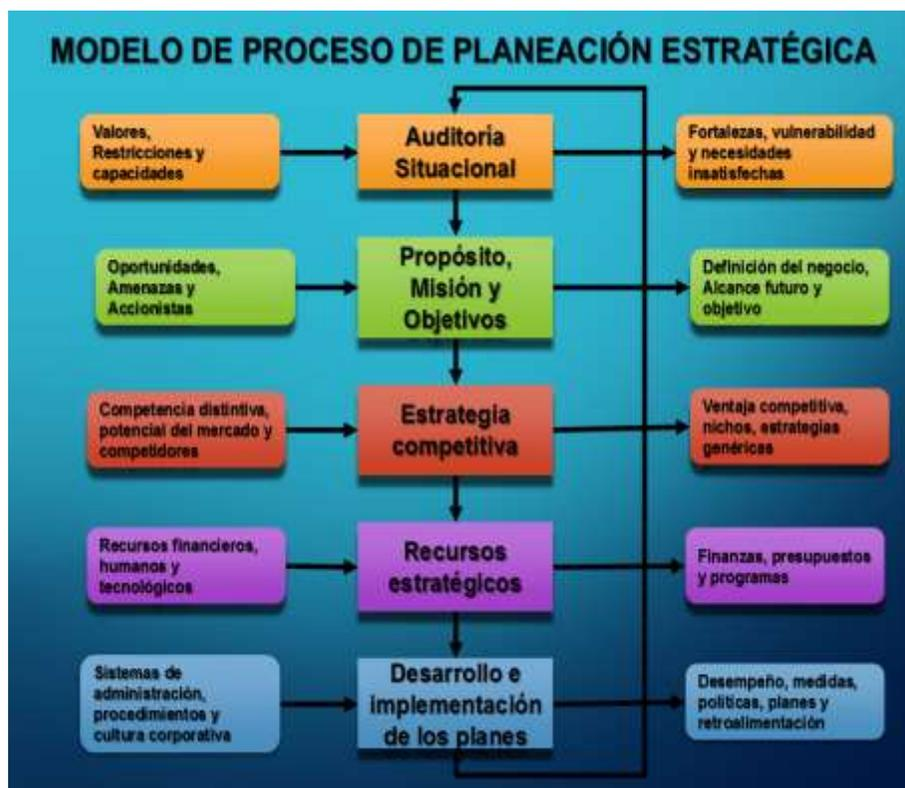 MODELO DE PROCESO DE PLANEACIÓN ESTRATÉGICA
Valores,
Restricciones y
capacidades
Auditoria
Situacional
Fortalezas, vulnerabilidad
y necesidades
insatisfechas
Oportunidades,
Amenazas y
Accionistas
Propósito,
Misión y
Objetivos
Definición del negocio,
Alcance futuro y
objetivo
Competencia distintiva,
potencial del mercado y
competidores
Estrategia
competitiva
Ventaja competitiva,
nichos, estrategias
genéricas
Recursos financieros,
humanos y
tecnológicos
Recursos
estratégicos
Finanzas, presupuestos
y programas
Sistemas de
administración,
procedimientos y
cultura corporativa
Desarrollo e
implementación
de los planes
Desempeño, medidas,
políticas, planes y
retroalimentación